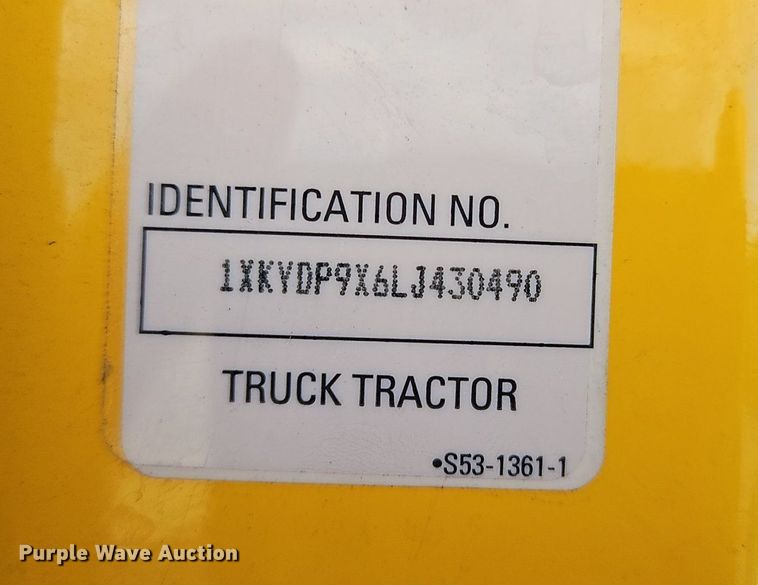 IDENTIFICATION NO.
1XKYDP9X6LJ430490
TRUCK TRACTOR
•S53-1361-1
Purple Wave Auction